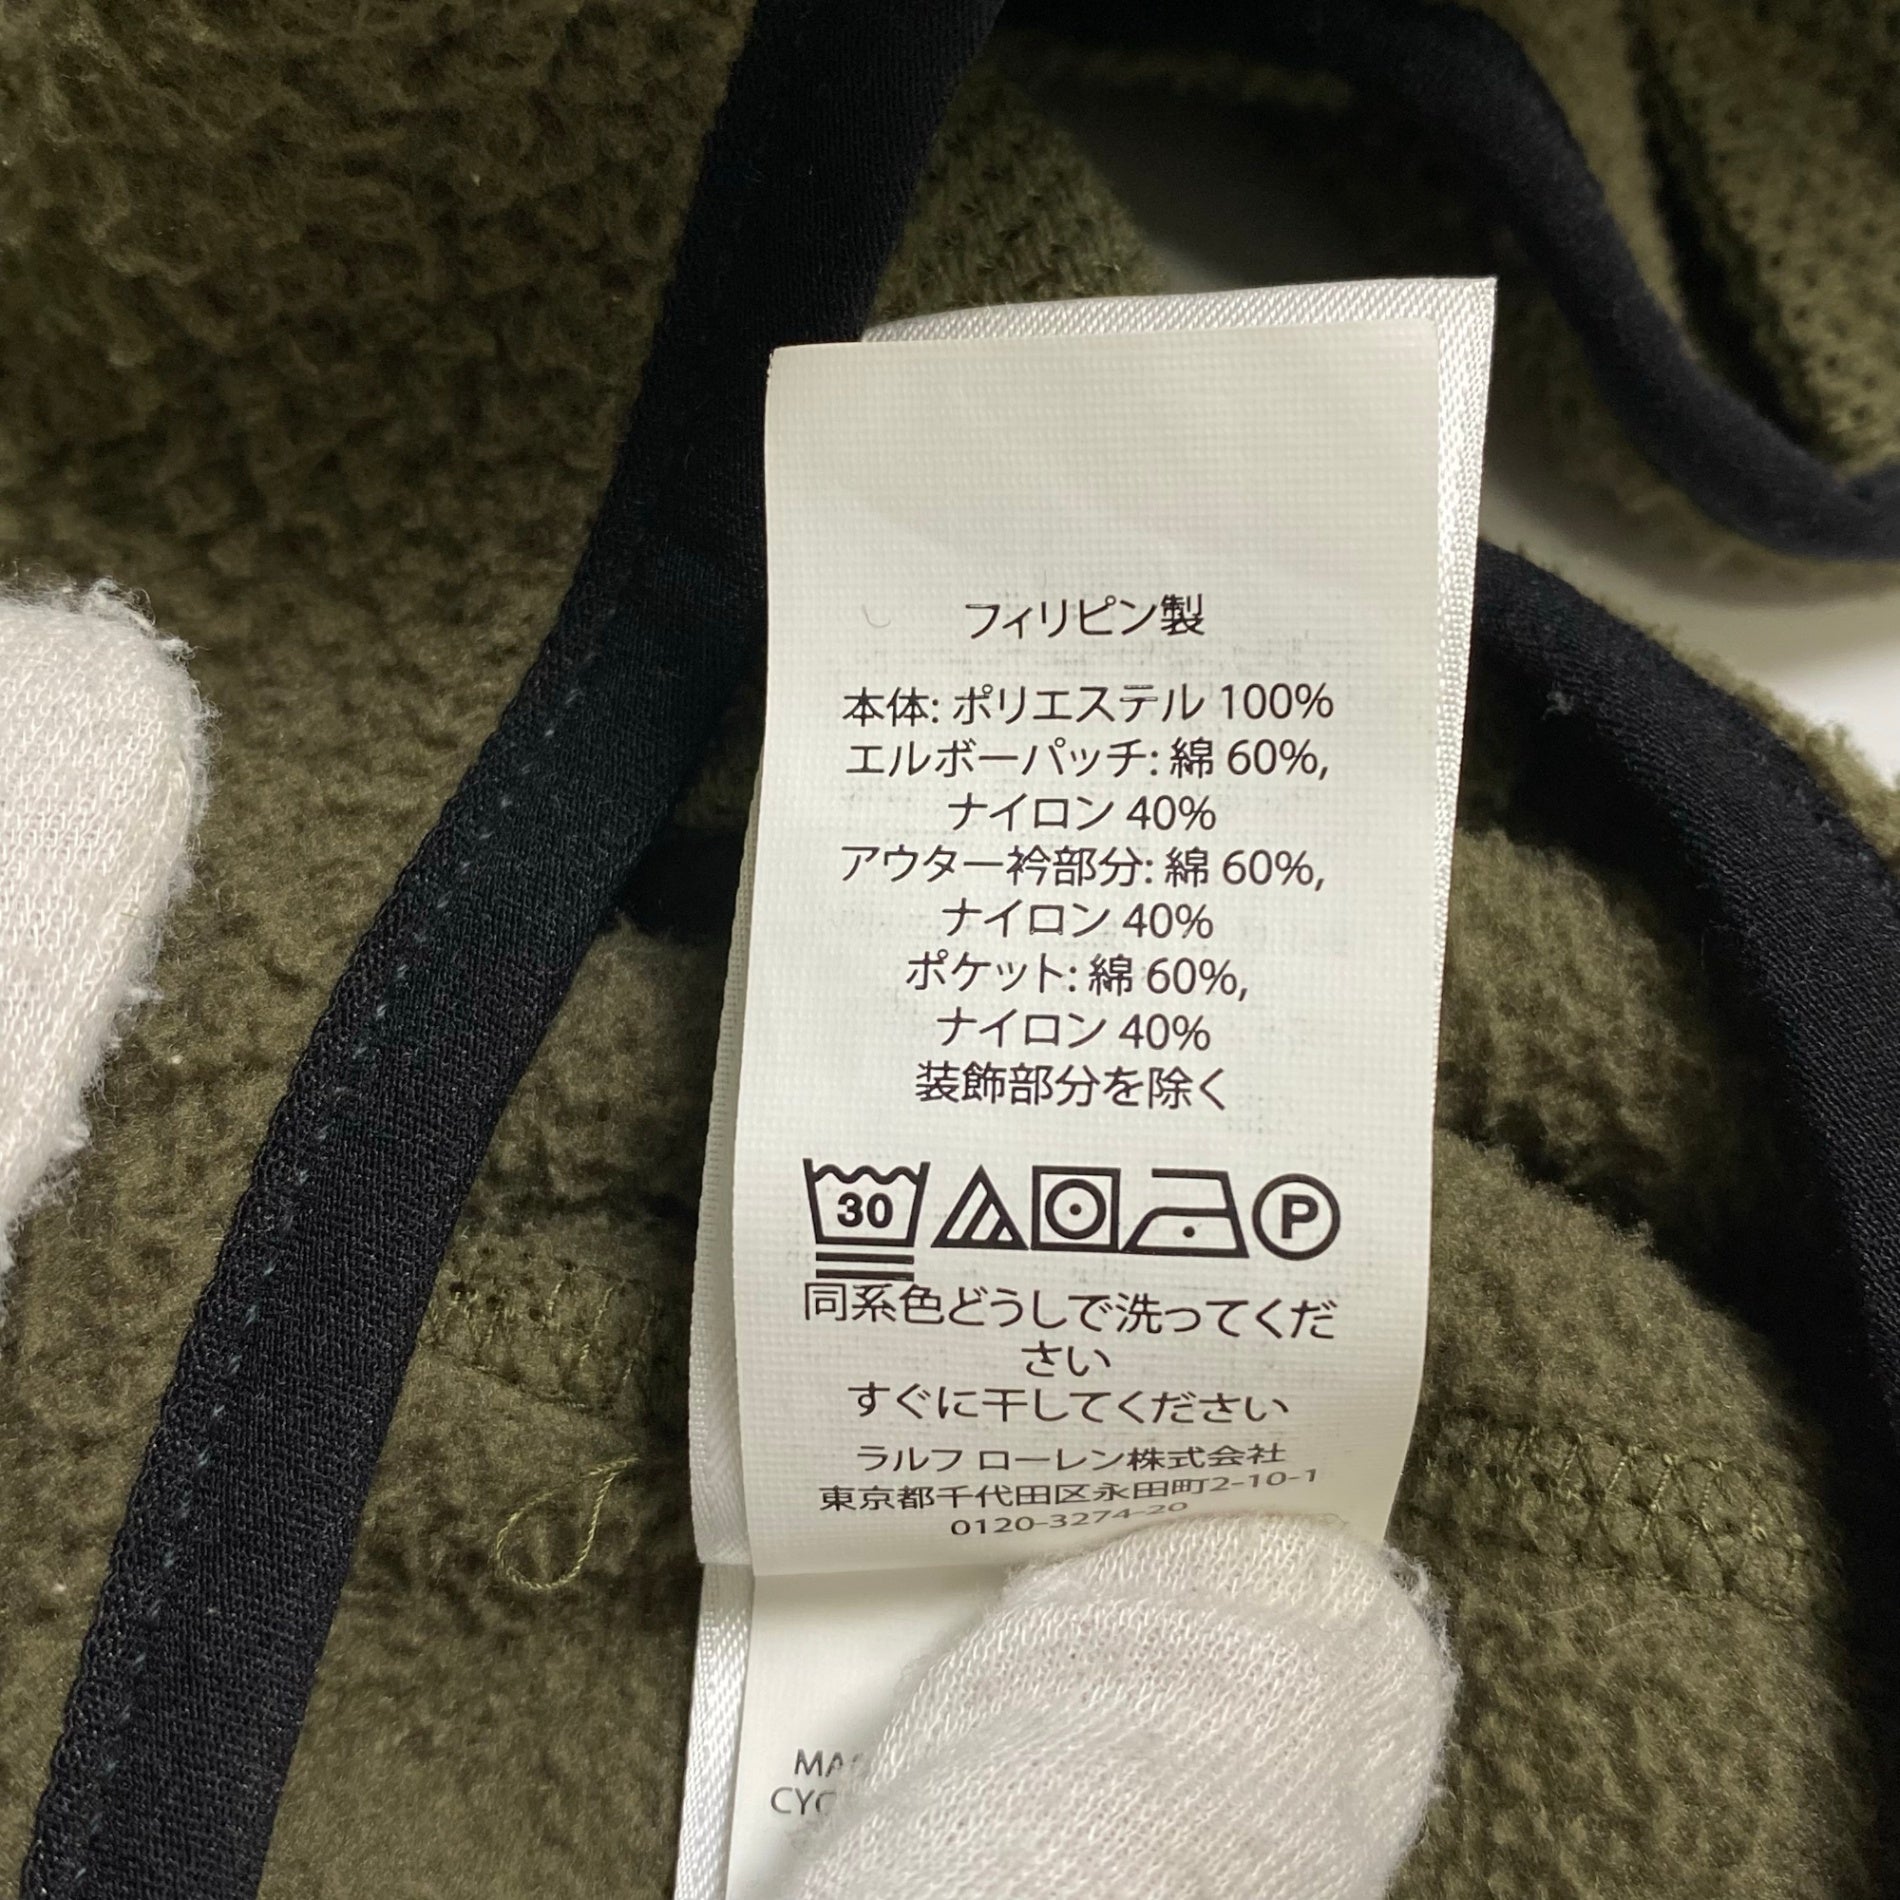 フィリピン製
本体: ポリエステル 100%
エルボーパッチ: 綿 60%,
ナイロン 40%
アウター衿部分: 綿 60%,
ナイロン 40%
ポケット: 綿 60%,
ナイロン 40%
装飾部分を除く
30 P
同系色どうしで洗ってくだ
さい
すぐに干してください
ラルフ ローレン株式会社
東京都千代田区永田町2-10-1
0120-3274-20